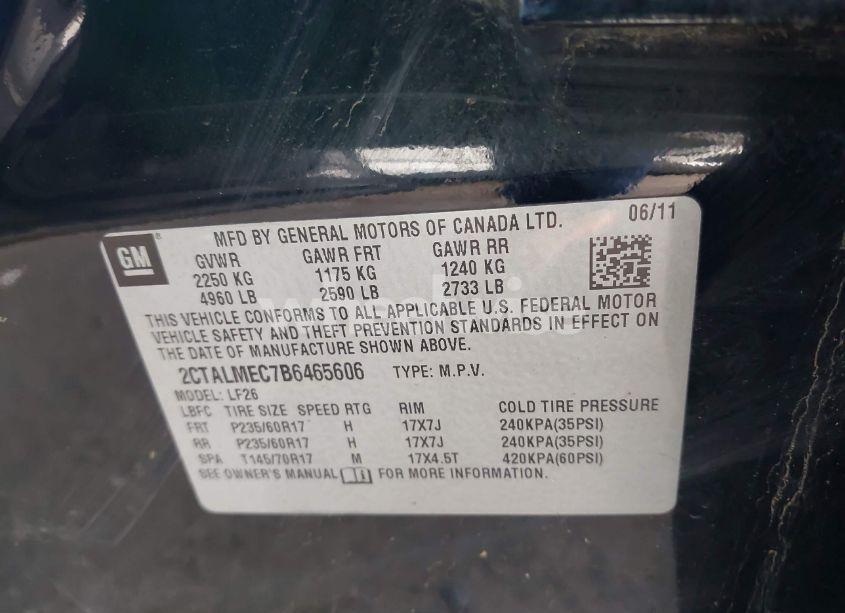 GM
MFD BY GENERAL MOTORS OF CANADA LTD. 06/11
GVWR GAWR FRT GAWR RR
2250 KG 1175 KG 1240 KG
4960 LB 2590 LB 2733 LB
THIS VEHICLE CONFORMS TO ALL APPLICABLE U.S. FEDERAL MOTOR
VEHICLE SAFETY AND THEFT PREVENTION STANDARDS IN EFFECT ON
THE DATE OF MANUFACTURE SHOWN ABOVE.
2CTALMEC7B6465606 TYPE: M.P.V.
MODEL: LF26
LBFC TIRE SIZE SPEED RTG RIM COLD TIRE PRESSURE
FRT P235/60R17 H 17X7J 240KPA(35PSI)
RR P235/60R17 H 17X7J 240KPA(35PSI)
SPA T145/70R17 M 17X4.5T 420KPA(60PSI)
SEE OWNER'S MANUAL FOR MORE INFORMATION.